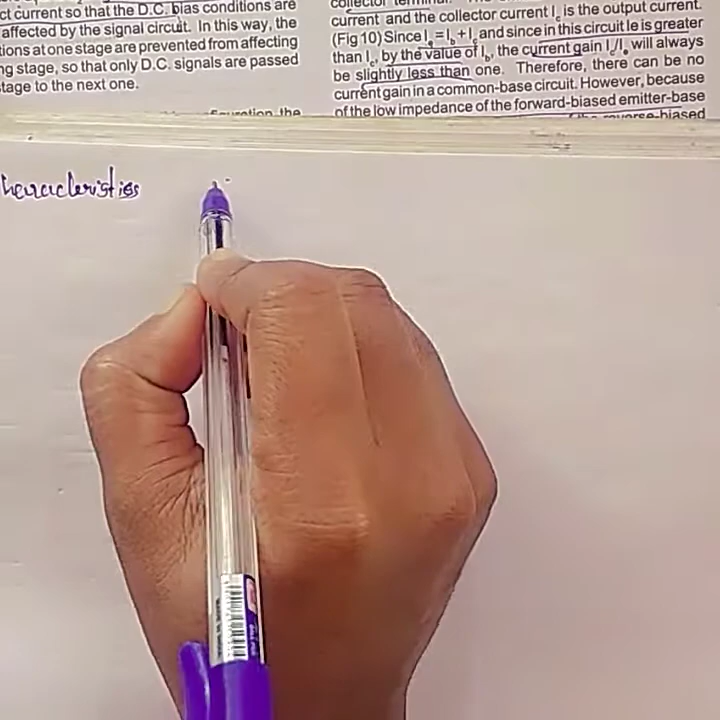 ct current so that the D.C. bias conditions are
affected by the signal circuit. In this way, the
tions at one stage are prevented from affecting
ng stage, so that only D.C. signals are passed
tage to the next one.
the
collector terminal.
current and the collector current Ic is the output current.
(Fig 10) Since Ie = Ib + Ic and since in this circuit Ie is greater
than Ic, by the value of Ib, the current gain Ic/Ie will always
be slightly less than one. Therefore, there can be no
current gain in a common-base circuit. However, because
of the low impedance of the forward-biased emitter-base
reverse-biased
haracteristics